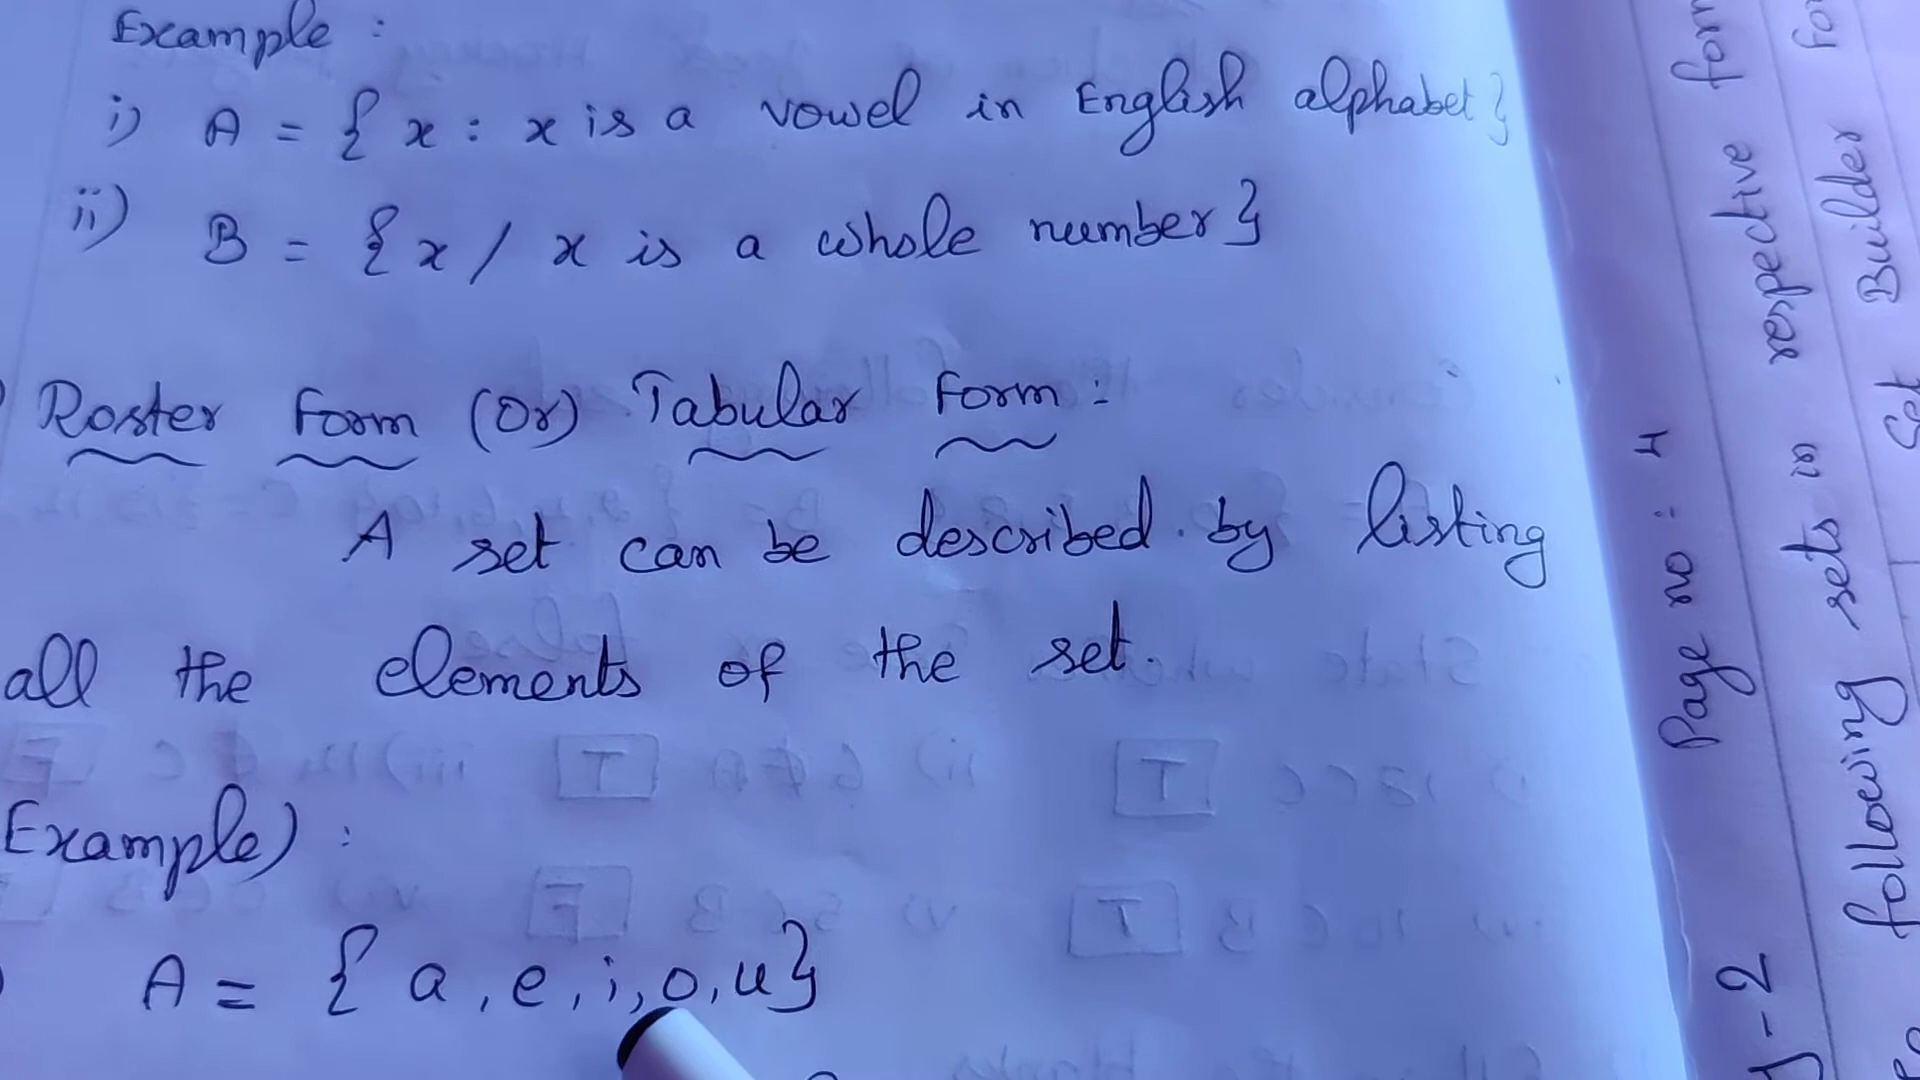 Example :
i) A = { x : x is a vowel in English alphabet }
ii) B = { x / x is a whole number }
Roster Form (Or) Tabular Form :
A set can be described by listing
all the elements of the set.
Example) :
A = { a, e, i, o, u }
Page no : 4
respective form
following sets in
Builder
Set